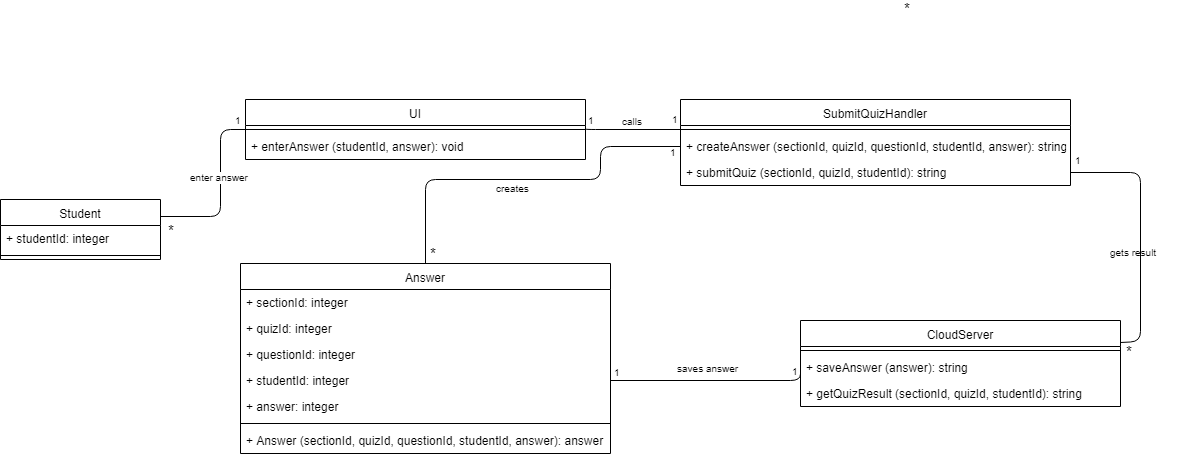 *
UI
1
+ enterAnswer (studentId, answer): void
1
calls
1
SubmitQuizHandler
+ createAnswer (sectionId, quizId, questionId, studentId, answer): string
+ submitQuiz (sectionId, quizId, studentId): string
1
1
enter answer
creates
Student
+ studentId: integer
*
*
gets result
Answer
+ sectionId: integer
+ quizId: integer
+ questionId: integer
+ studentId: integer
+ answer: integer
+ Answer (sectionId, quizId, questionId, studentId, answer): answer
1
saves answer
1
CloudServer
*
+ saveAnswer (answer): string
+ getQuizResult (sectionId, quizId, studentId): string